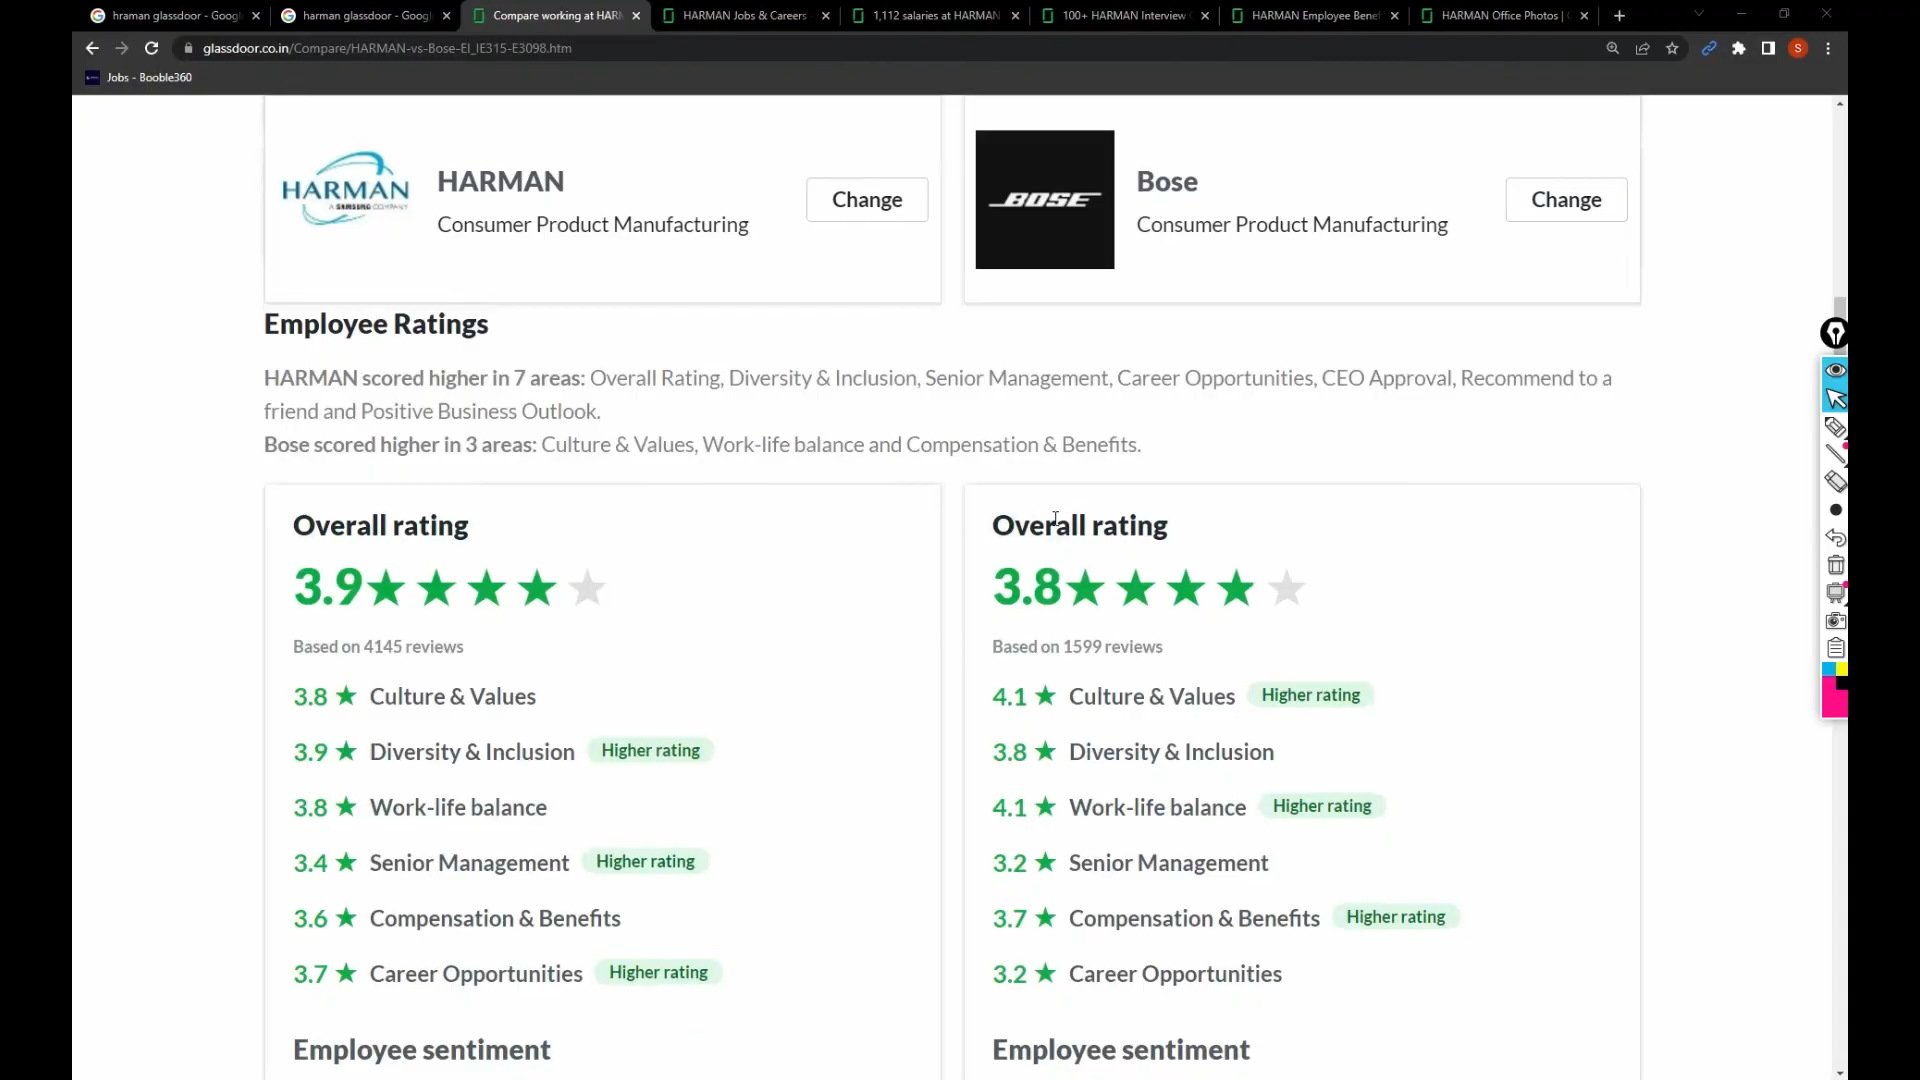 hraman glassdoor - Googl
harman glassdoor - Googl
Compare working at HARM
HARMAN Jobs & Careers
1,112 salaries at HARMAN
100+ HARMAN Interview
HARMAN Employee Benef
HARMAN Office Photos |
glassdoor.co.in/Compare/HARMAN-vs-Bose-EI_IE315-E3098.htm
S
Jobs - Booble360
HARMAN
A SAMSUNG COMPANY
HARMAN
Consumer Product Manufacturing
Change
BOSE
Bose
Consumer Product Manufacturing
Change
Employee Ratings
HARMAN scored higher in 7 areas: Overall Rating, Diversity & Inclusion, Senior Management, Career Opportunities, CEO Approval, Recommend to a
friend and Positive Business Outlook.
Bose scored higher in 3 areas: Culture & Values, Work-life balance and Compensation & Benefits.
Overall rating
3.9
Based on 4145 reviews
3.8 ★ Culture & Values
3.9 ★ Diversity & Inclusion Higher rating
3.8 ★ Work-life balance
3.4 ★ Senior Management Higher rating
3.6 ★ Compensation & Benefits
3.7 ★ Career Opportunities Higher rating
Employee sentiment
Overall rating
3.8
Based on 1599 reviews
4.1 ★ Culture & Values Higher rating
3.8 ★ Diversity & Inclusion
4.1 ★ Work-life balance Higher rating
3.2 ★ Senior Management
3.7 ★ Compensation & Benefits Higher rating
3.2 ★ Career Opportunities
Employee sentiment